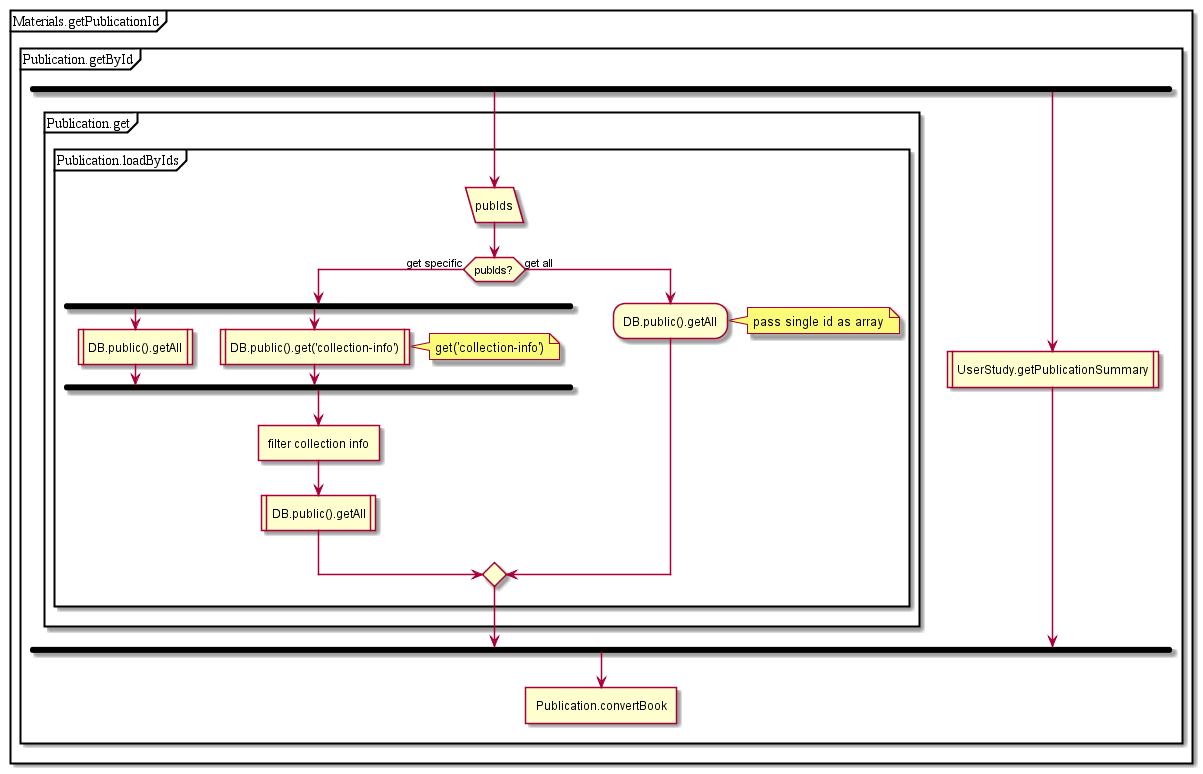 Materials.getPublicationId
Publication.getById
Publication.get
Publication.loadByIds
pubIds
get specific
pubIds?
get all
DB.public().getAll
DB.public().get('collection-info')
get('collection-info')
DB.public().getAll
pass single id as array
UserStudy.getPublicationSummary
filter collection info
DB.public().getAll
Publication.convertBook